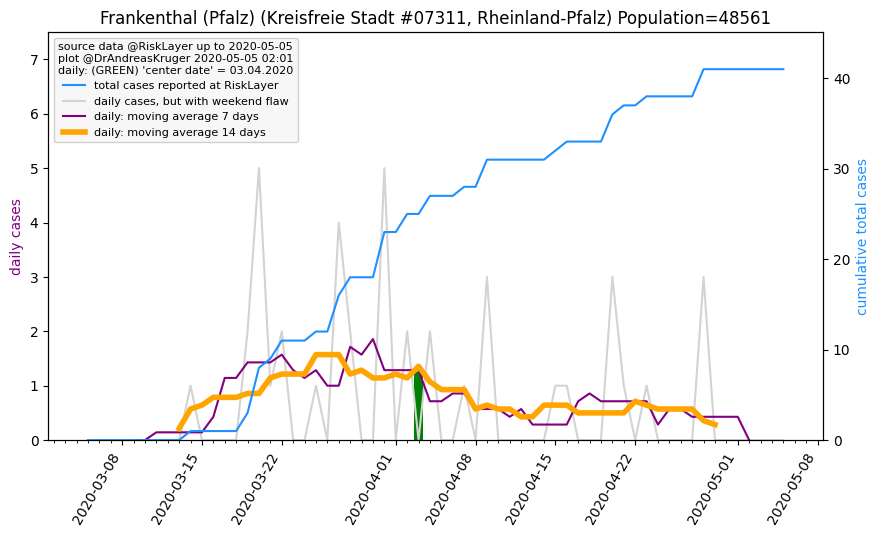 Frankenthal (Pfalz) (Kreisfreie Stadt #07311, Rheinland-Pfalz) Population=48561
source data @RiskLayer up to 2020-05-05
plot @DrAndreasKruger 2020-05-05 02:01
daily: (GREEN) 'center date' = 03.04.2020
total cases reported at RiskLayer
daily cases, but with weekend flaw
daily: moving average 7 days
daily: moving average 14 days
daily cases
7
6
5
4
3
2
1
0
cumulative total cases
40
30
20
10
0
2020-03-08
2020-03-15
2020-03-22
2020-04-01
2020-04-08
2020-04-15
2020-04-22
2020-05-01
2020-05-08